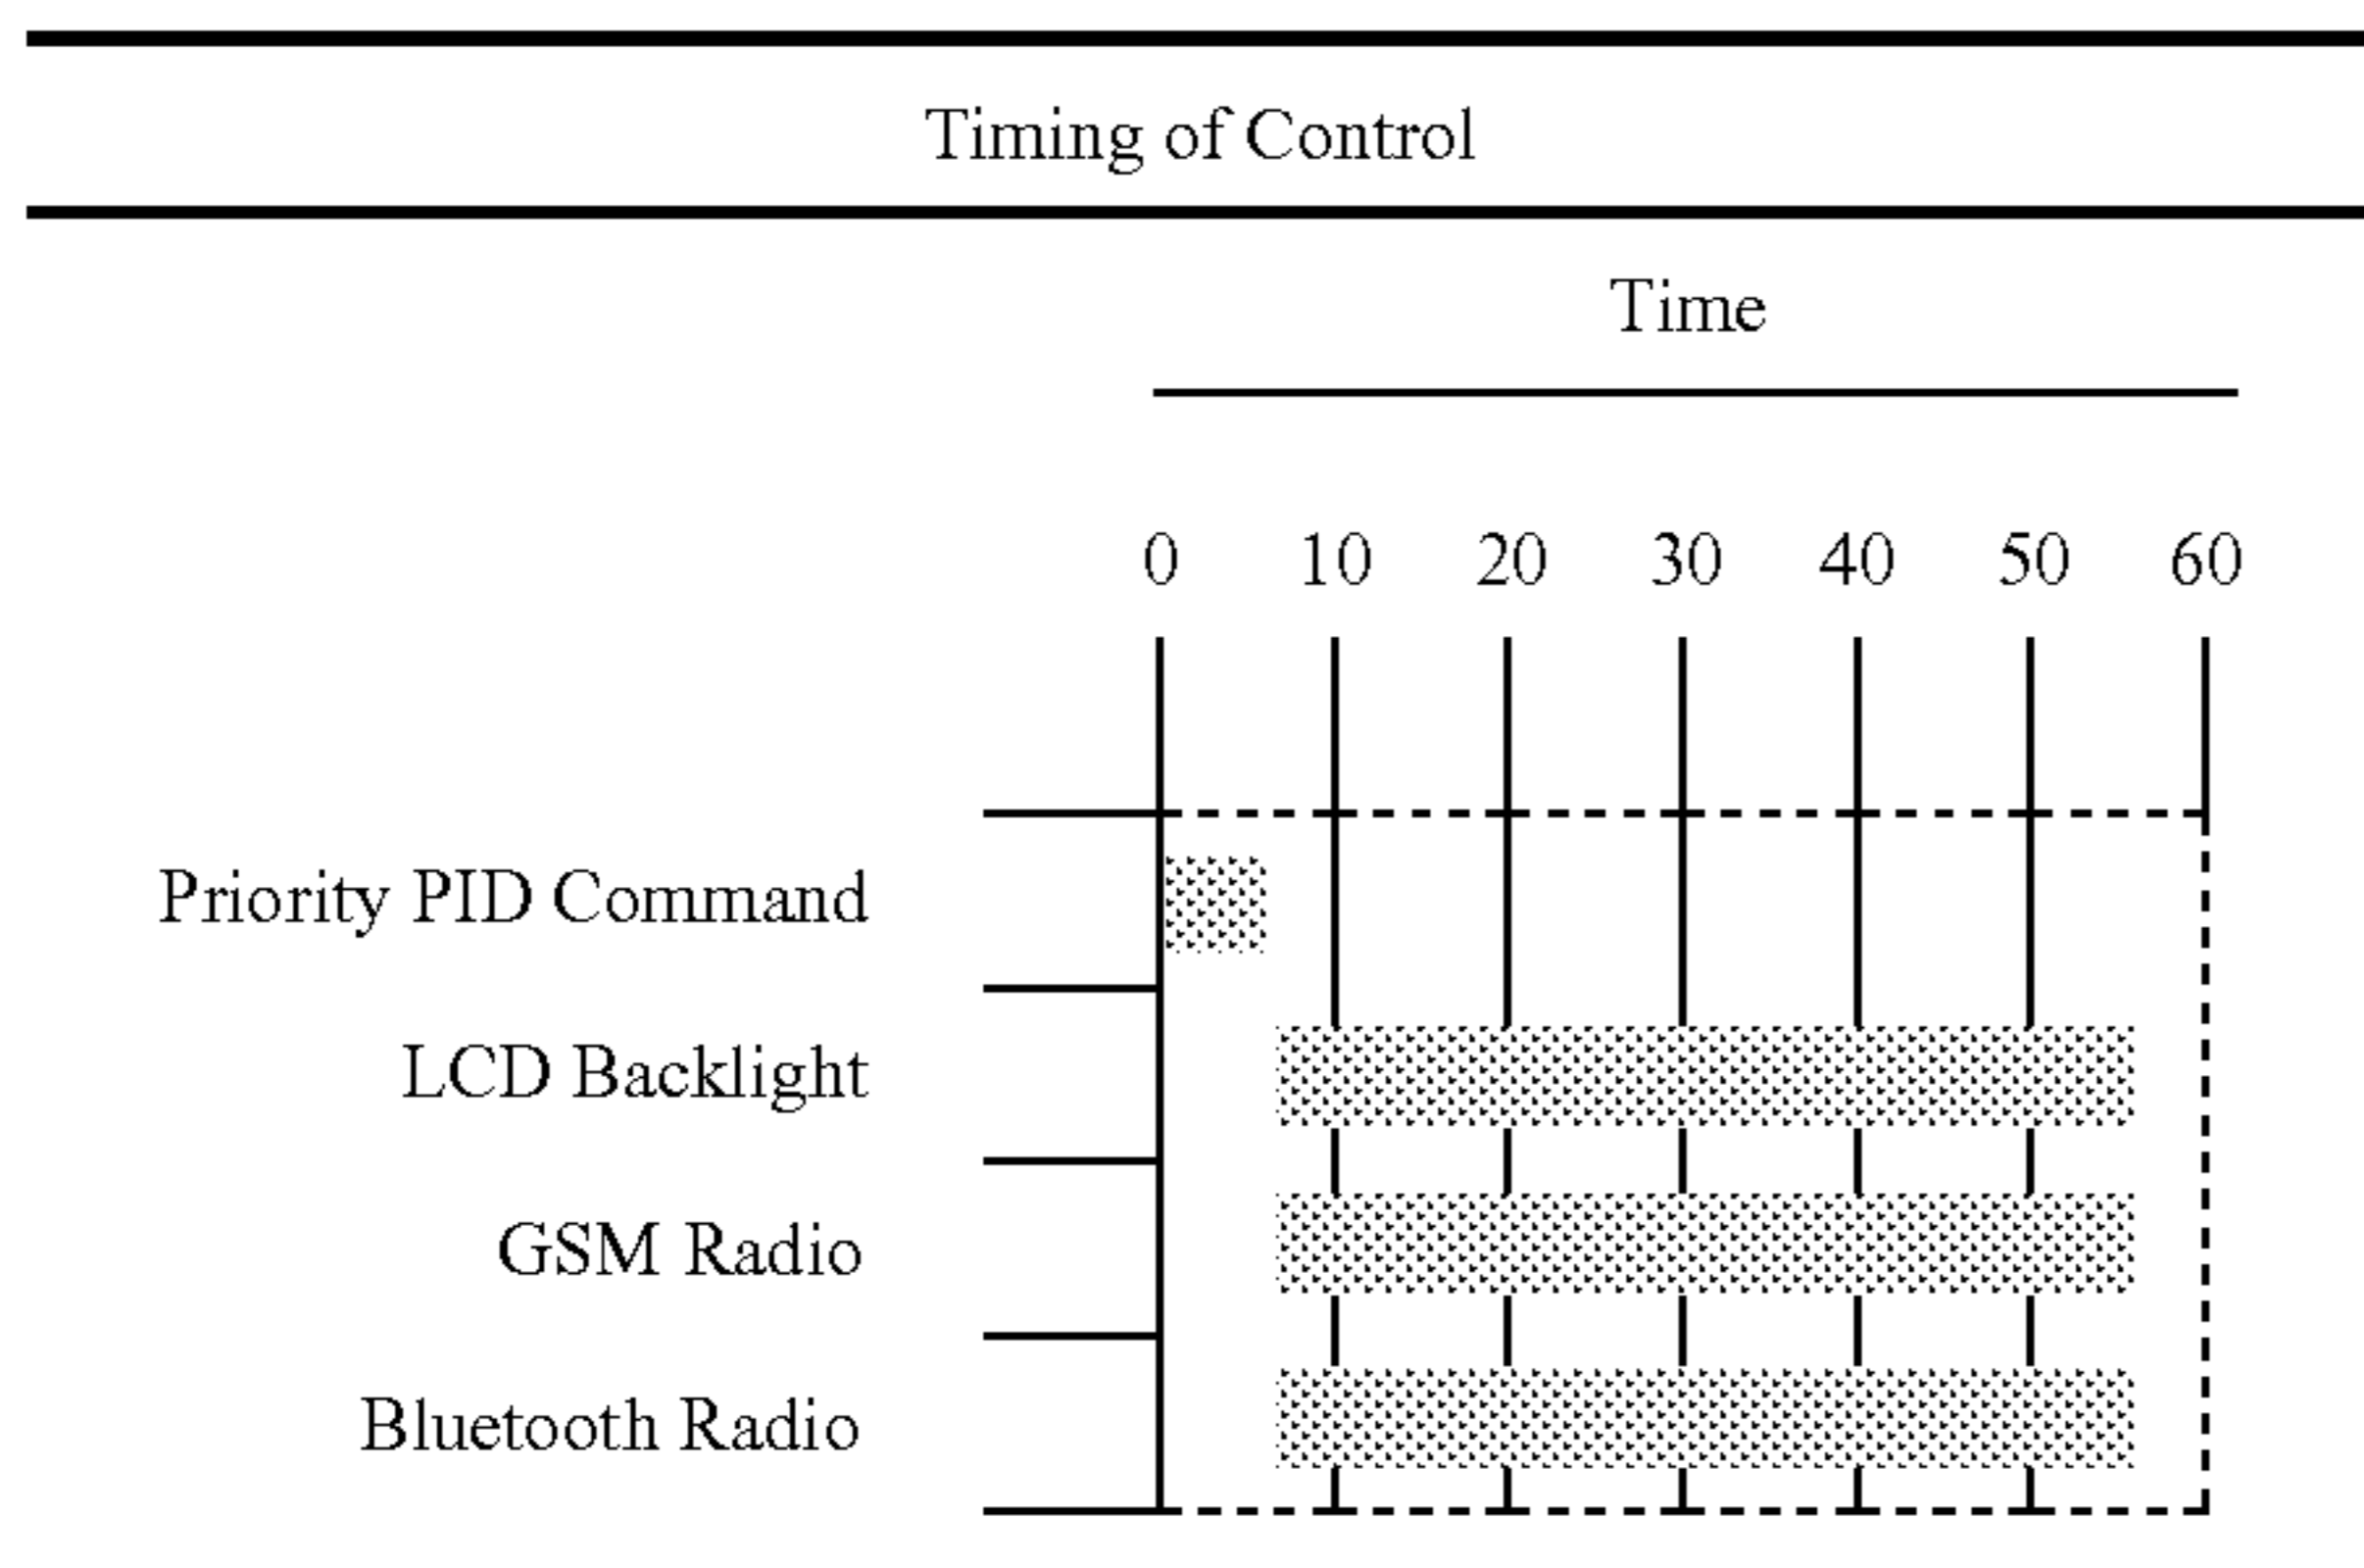 Timing of Control
Time
0 10 20 30 40 50 60
Priority PID Command
LCD Backlight
GSM Radio
Bluetooth Radio